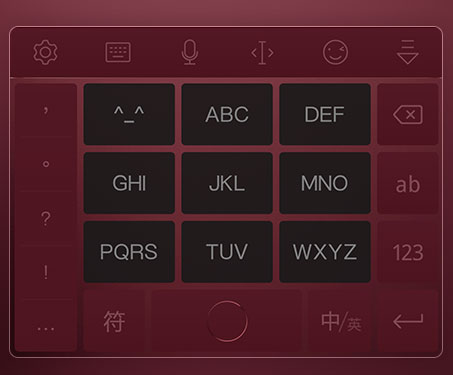 , ^_^ ABC DEF
。 GHI JKL MNO ab
?
PQRS TUV WXYZ 123
!
... 符 中/英